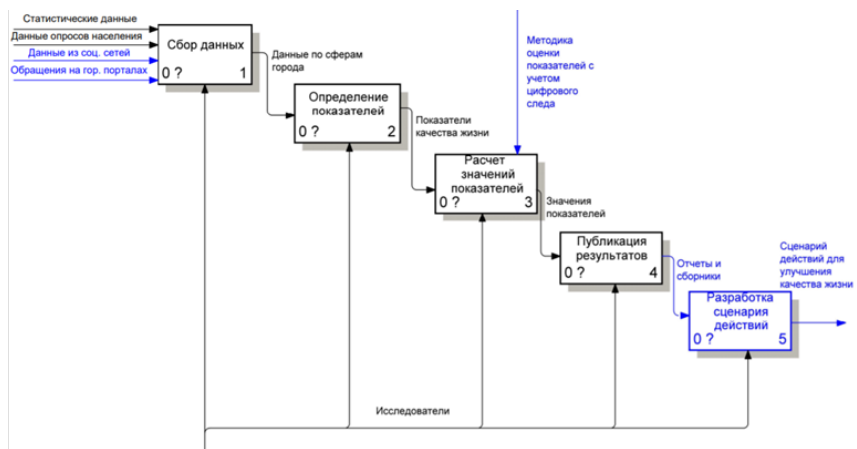 Статистические данные
Данные опросов населения
Данные из соц. сетей
Обращения на гор. порталах
Сбор данных
0 ? 1
Данные по сферам
города
Определение
показателей
0 ? 2
Показатели
качества жизни
Методика
оценки
показателей с
учетом
цифрового
следа
Расчет
значений
показателей
0 ? 3
Значения
показателей
Публикация
результатов
0 ? 4
Отчеты и
сборники
Сценарий
действий для
улучшения
качества жизни
Разработка
сценария
действий
0 ? 5
Исследователи